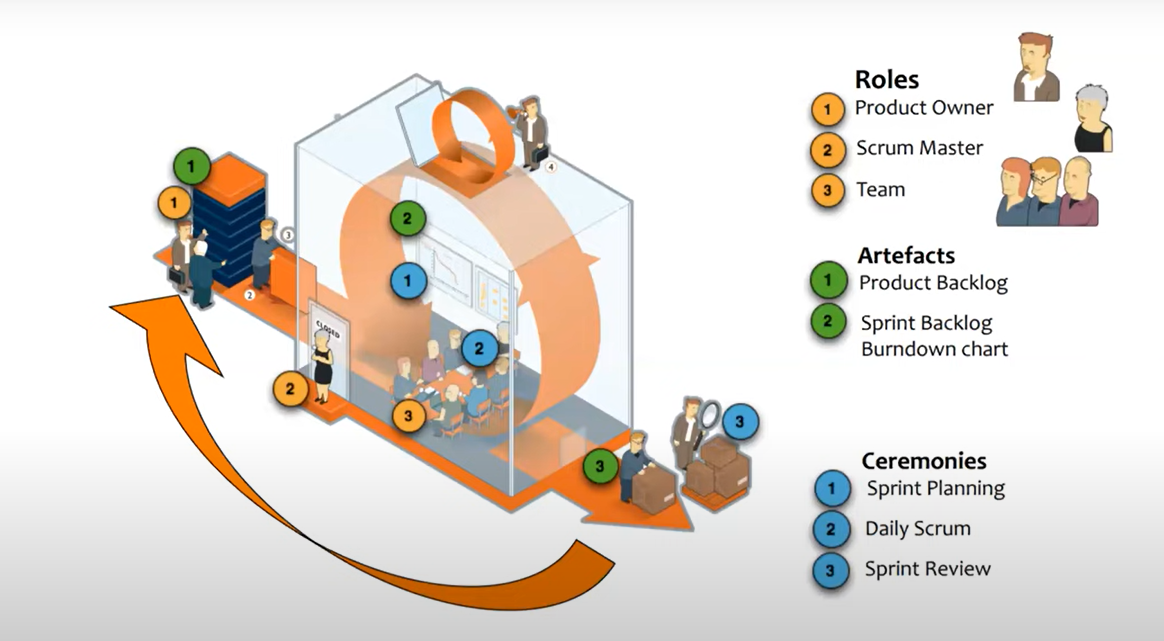 Roles
1 Product Owner
2 Scrum Master
3 Team
Artefacts
1 Product Backlog
2 Sprint Backlog
Burndown chart
Ceremonies
1 Sprint Planning
2 Daily Scrum
3 Sprint Review
1
1
2
3
4
2
1
CLOSED
2
2
3
3
3